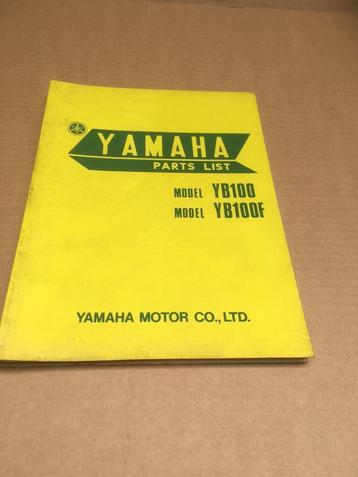 YAMAHA
PARTS LIST
MODEL YB100
MODEL YB100F
YAMAHA MOTOR CO., LTD.